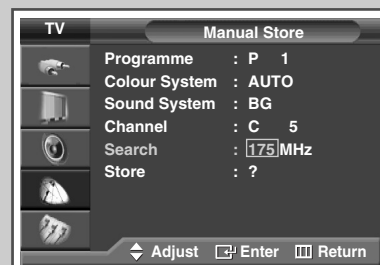 TV
Manual Store
Programme : P 1
Colour System : AUTO
Sound System : BG
Channel : C 5
Search : 175 MHz
Store : ?
Adjust Enter Return